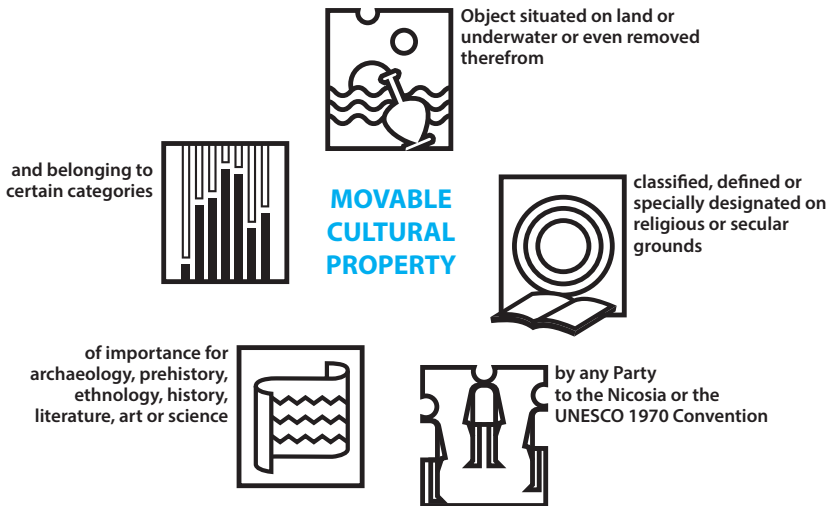 Object situated on land or
underwater or even removed
therefrom
MOVABLE
CULTURAL
PROPERTY
classified, defined or
specially designated on
religious or secular
grounds
by any Party
to the Nicosia or the
UNESCO 1970 Convention
of importance for
archaeology, prehistory,
ethnology, history,
literature, art or science
and belonging to
certain categories